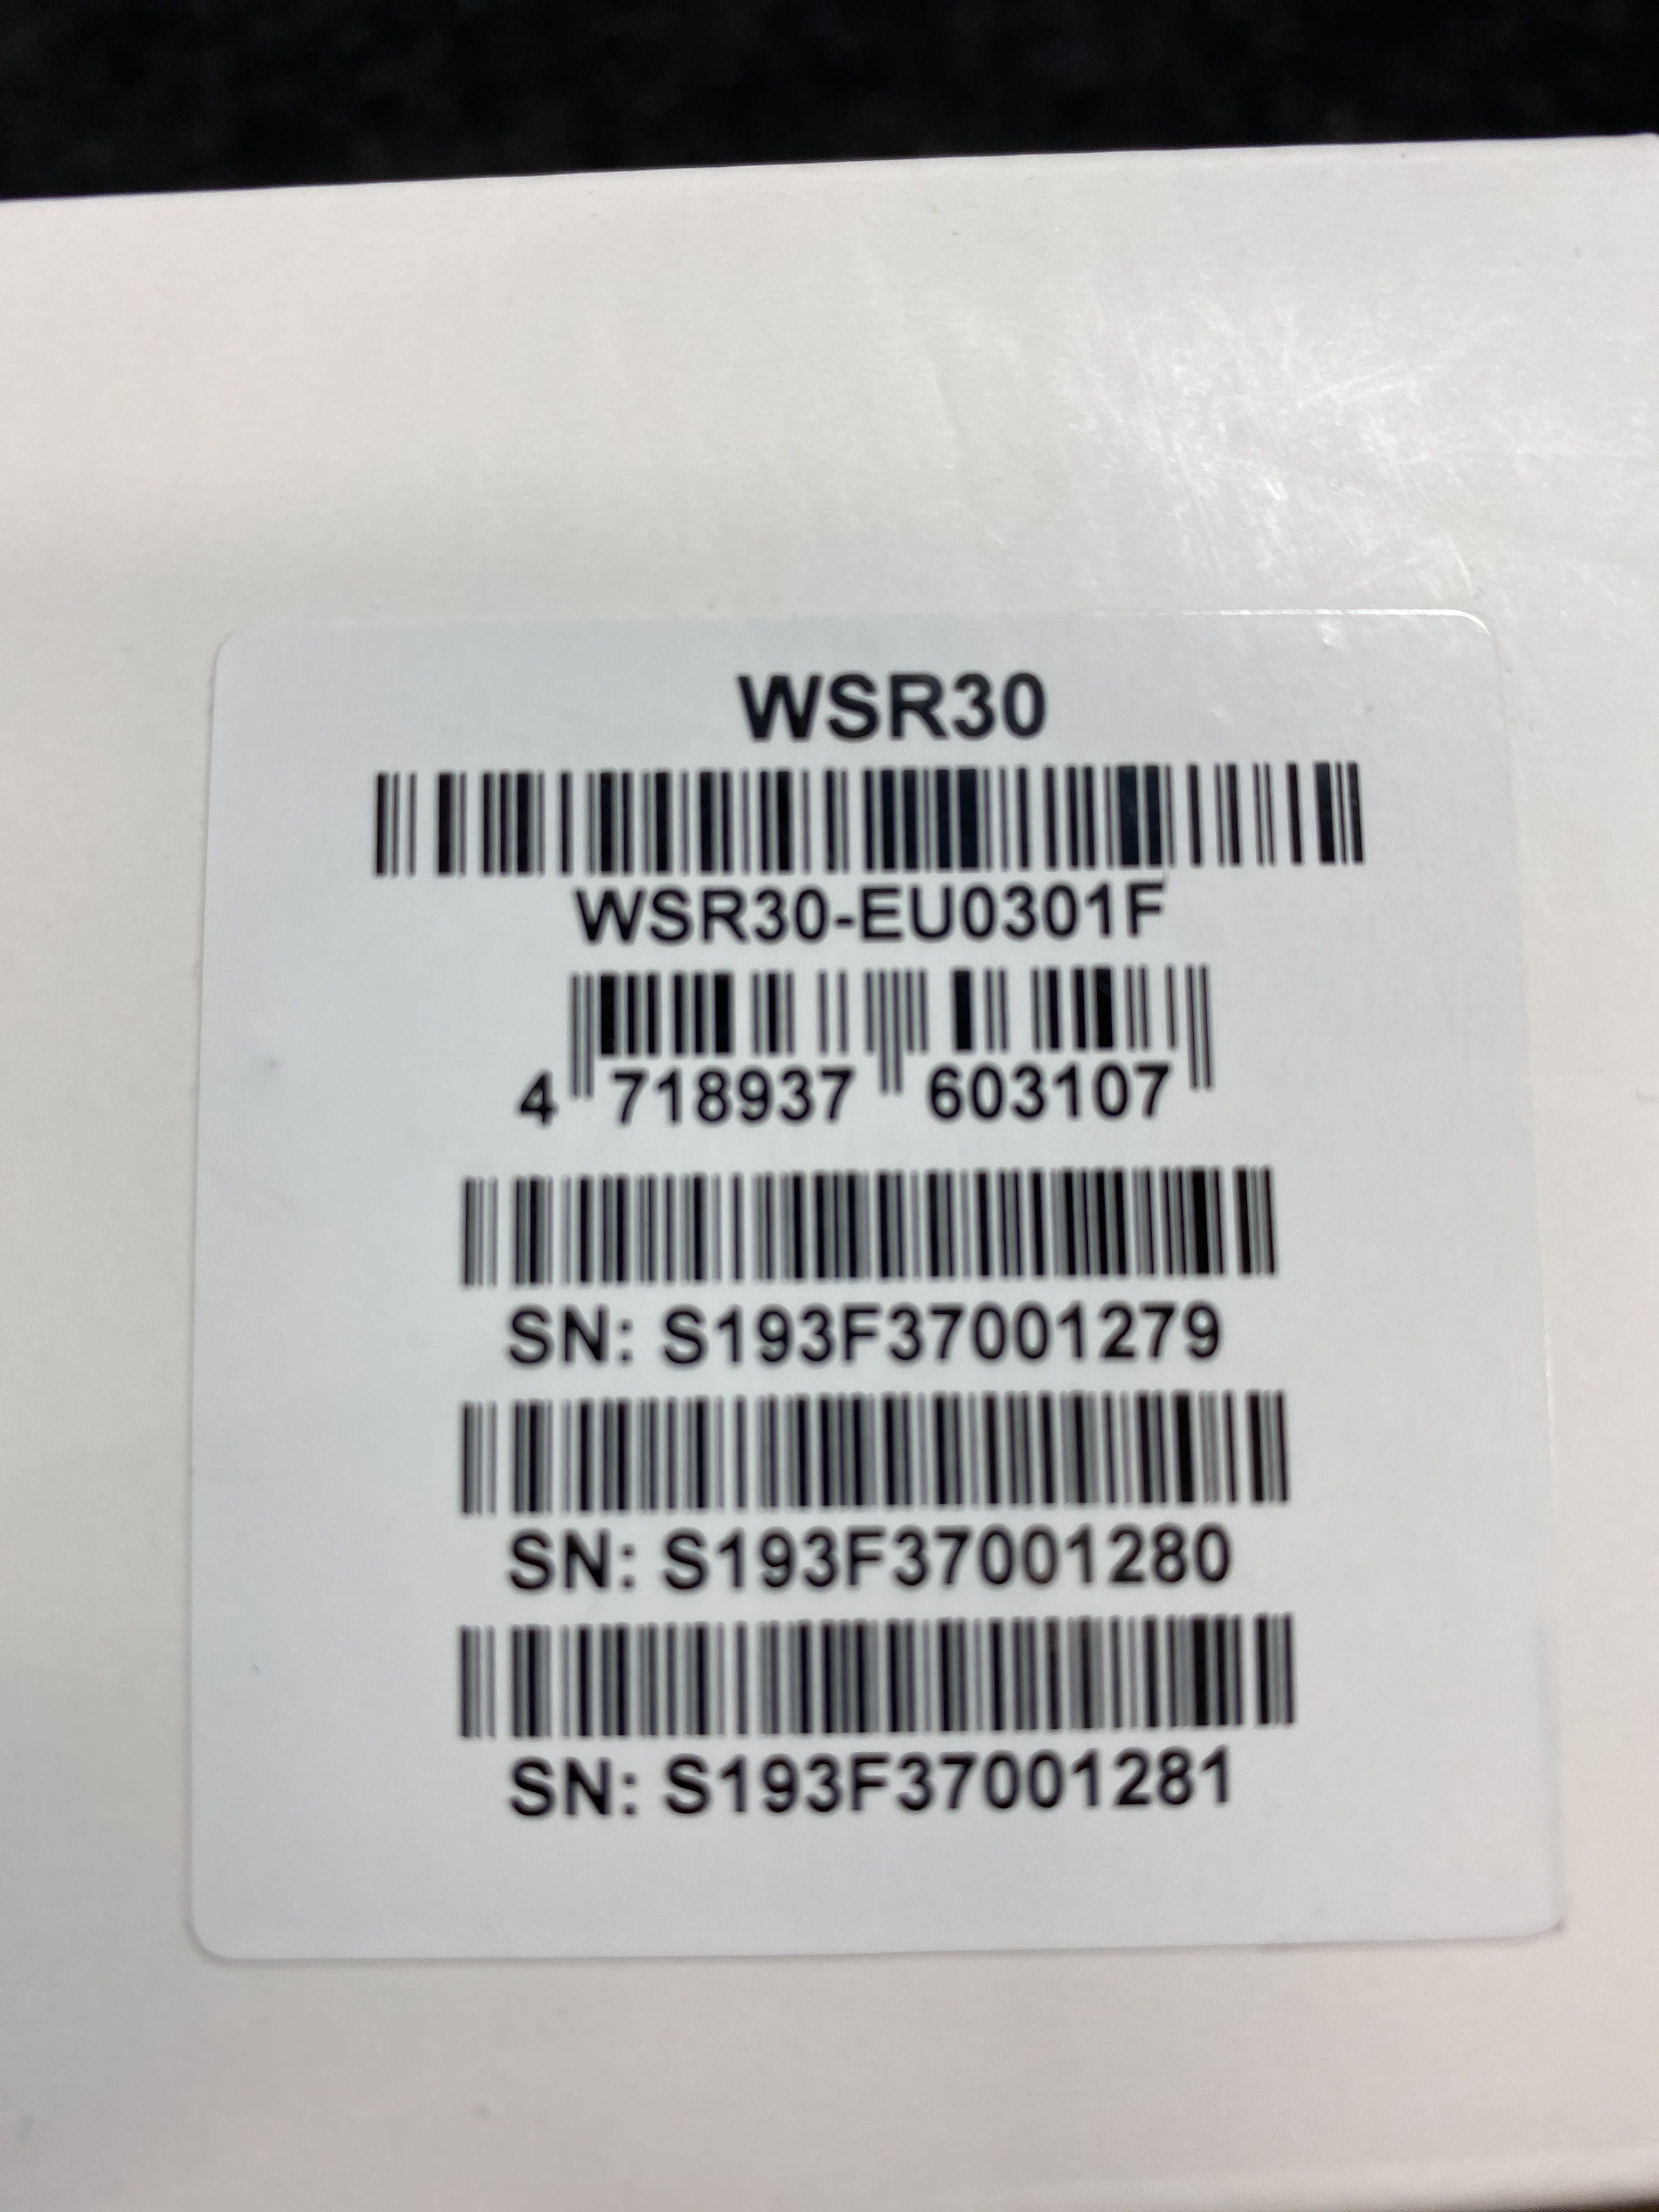 WSR30
WSR30-EU0301F
4 718937 603107
SN: S193F37001279
SN: S193F37001280
SN: S193F37001281